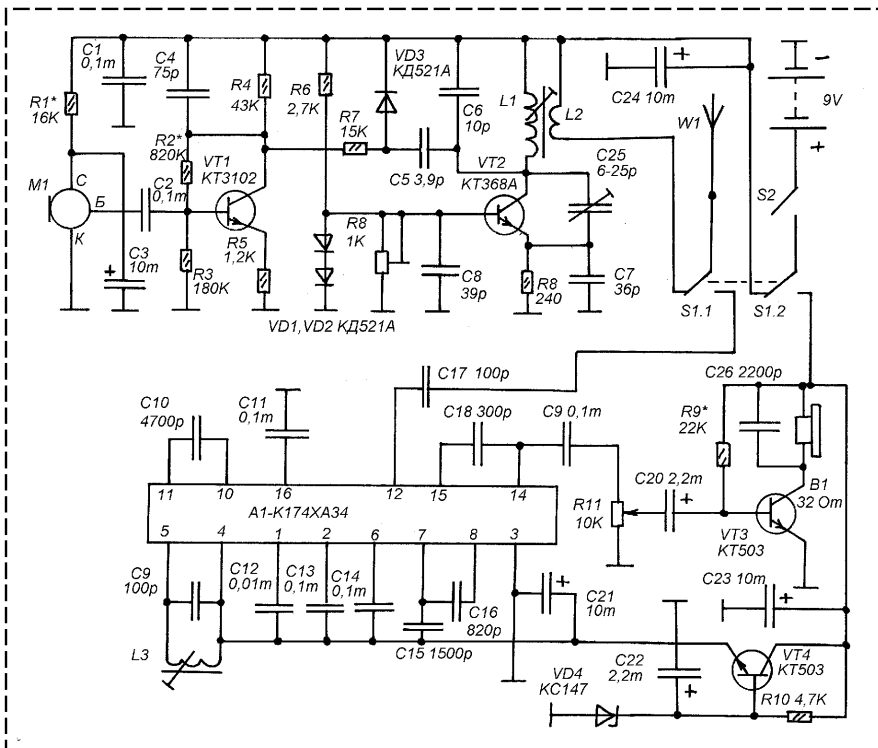 C1
0,1m
C4
75p
R4
43K
R6
2,7K
VD3
КД521А
R7
15K
C6
10p
L1
L2
C24 10m
+
W1
-
9V
+
R1*
16K
R2*
820K
VT1
КТ3102
C5 3,9p
VT2
КТ368А
C25
6-25p
S2
M1
С
Б
К
C2
0,1m
C3
10m
+
R3
180K
R5
1,2K
R8
1K
C8
39p
R8
240
C7
36p
VD1,VD2 КД521А
S1.1
S1.2
C17 100p
C26 2200p
C10
4700p
C11
0,1m
C18 300p
C9 0,1m
R9*
22K
C20 2,2m
+
B1
32 Om
11
10
16
12
15
14
A1-К174ХА34
5
4
1
2
6
7
8
3
R11
10K
VT3
КТ503
C9
100p
C12
0,01m
C13
0,1m
C14
0,1m
C16
820p
C15 1500p
C21
10m
+
C23 10m
+
L3
VD4
КС147
C22
2,2m
+
VT4
КТ503
R10 4,7K